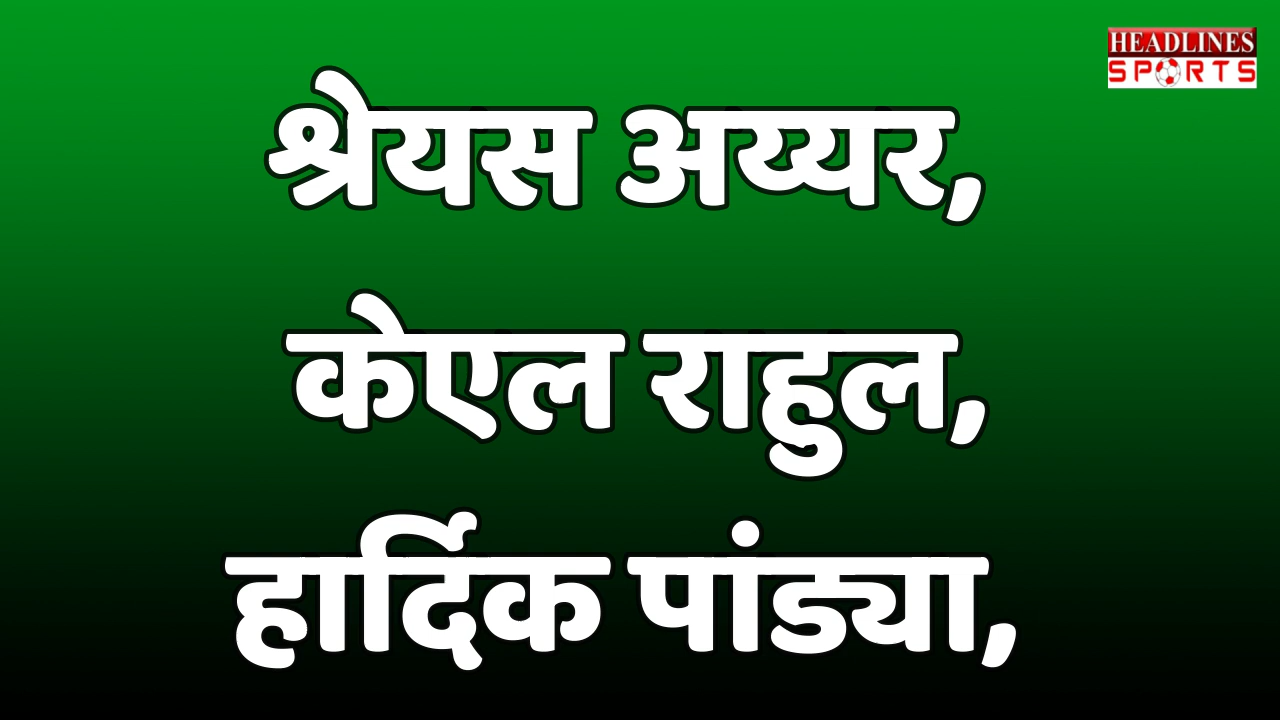 HEADLINES
SPORTS
श्रेयस अय्यर,
केएल राहुल,
हार्दिक पांड्या,